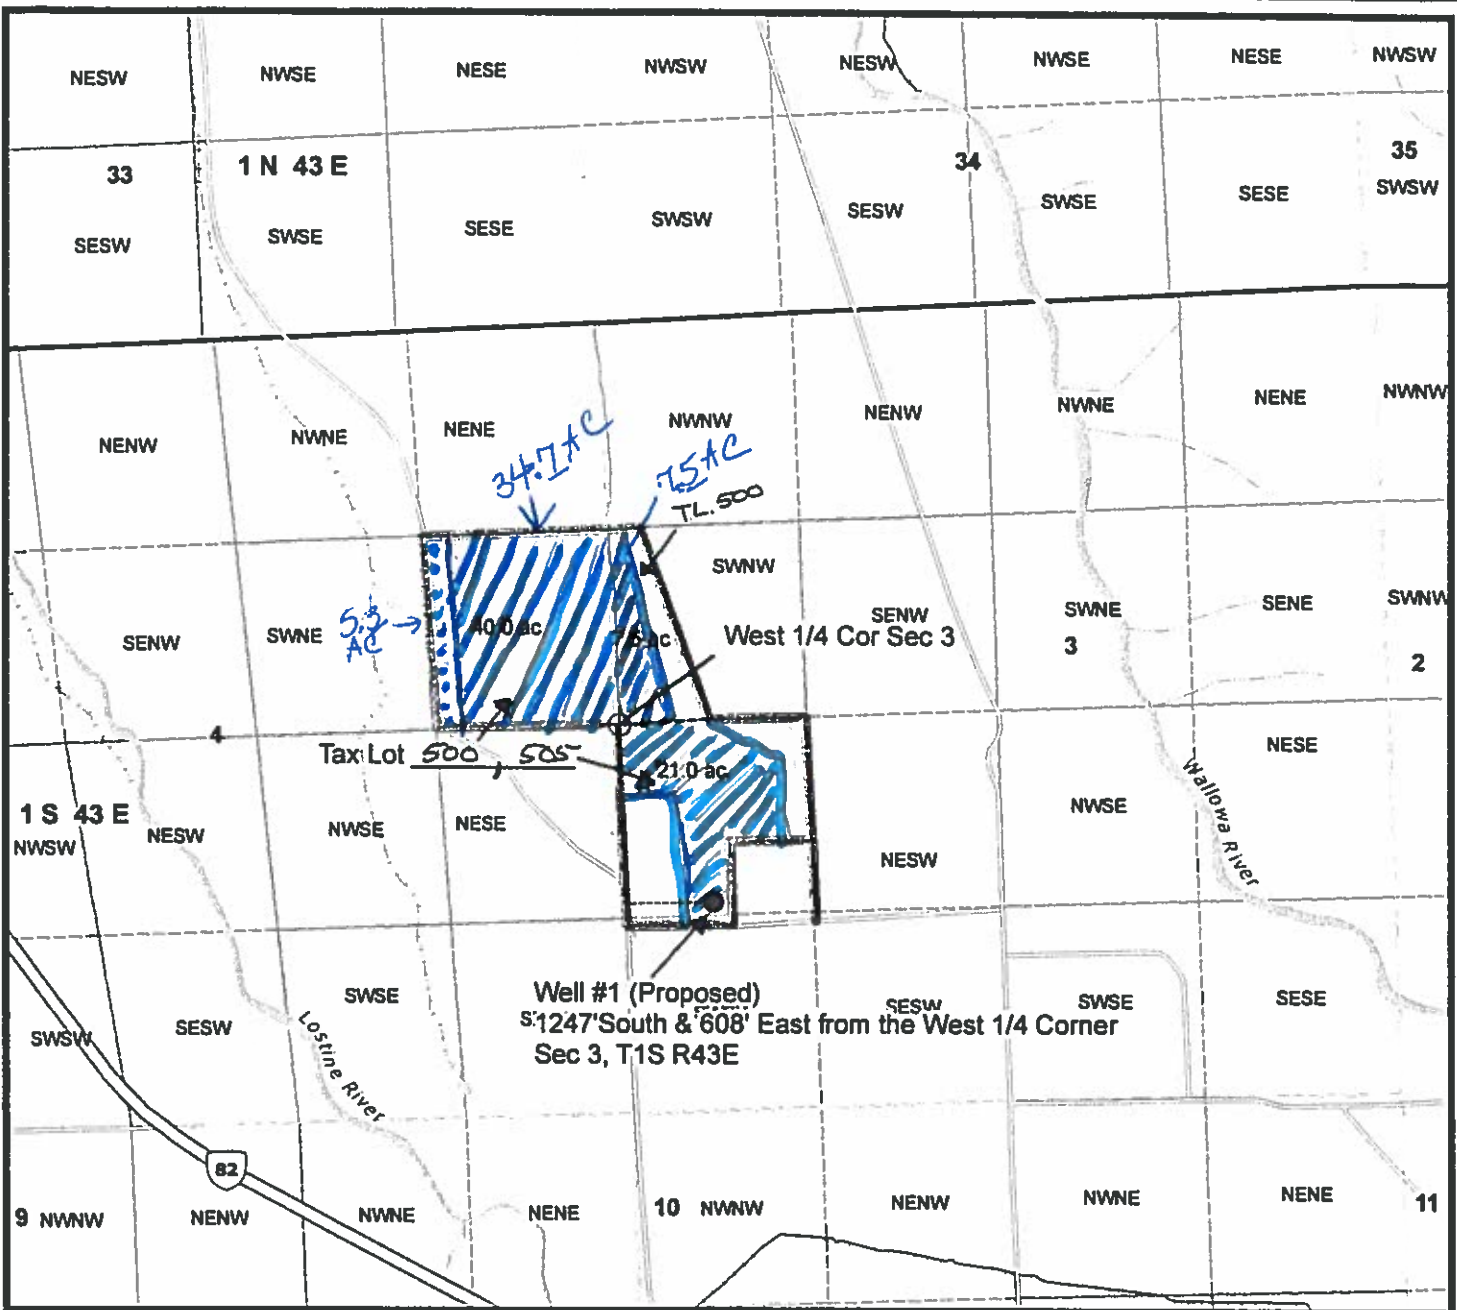 NESW NWSE NESE NWSW NESW NWSE NESE NWSW
33 1 N 43 E 34 35
SESW SWSE SESE SWSW SESW SWSE SESE SWSW
NENW NWNE NENE NWNW NENW NWNE NENE NWNW
34.7 AC 7.5 AC
TL. 500
SENW SWNE 5.3 AC 40.0 ac SWNW SENW SWNE SENE SWNW
West 1/4 Cor Sec 3
3 2
4
Tax Lot 500, 505
21.0 ac
1 S 43 E
NWSW NESW NWSE NESE NESW NWSE NESE
Wallowa River
Well #1 (Proposed)
1247' South & 608' East from the West 1/4 Corner
Sec 3, T1S R43E
SWSW SESW SWSE SESW SWSE SESE
Lostine River
82
9 NWNW NENW NWNE NENE 10 NWNW NENW NWNE NENE 11